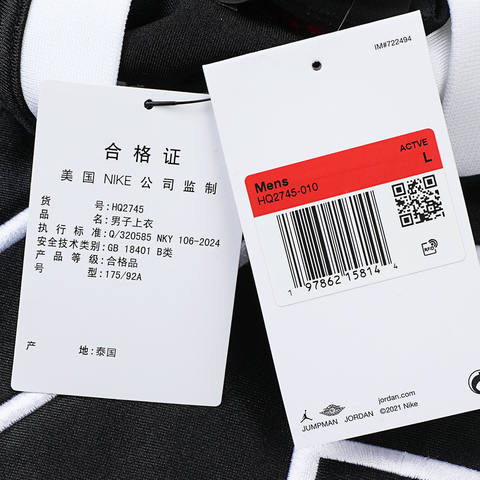 合格证
美国 NIKE 公司监制
货 号:HQ2745
品 名:男子上衣
执行标准:Q/320585 NKY 106-2024
安全技术类别:GB 18401 B类
产品等级:合格品
号 型:175/92A
产 地:泰国
IM#722494
ACTVE
L
Mens
HQ2745-010
1 97862 15814 4
RFID
jordan.com
©2021 Nike
JUMPMAN JORDAN